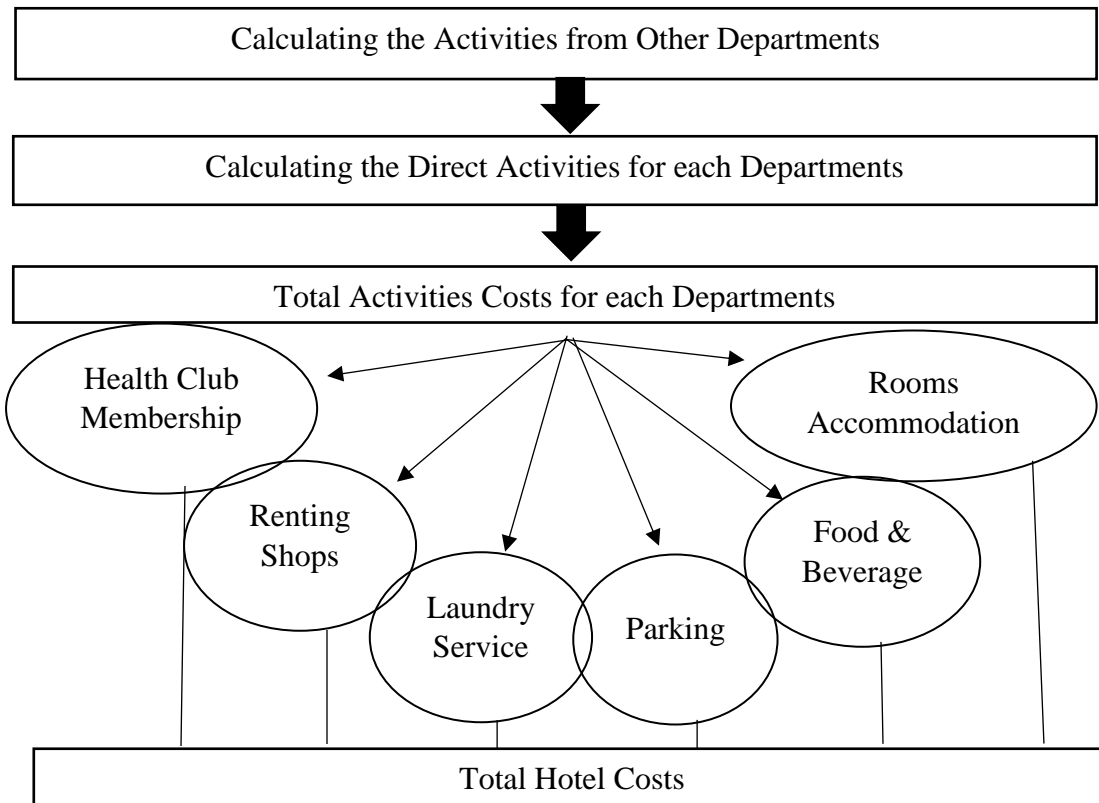 Calculating the Activities from Other Departments
Calculating the Direct Activities for each Departments
Total Activities Costs for each Departments
Health Club
Membership
Rooms
Accommodation
Renting
Shops
Food &
Beverage
Laundry
Service
Parking
Total Hotel Costs